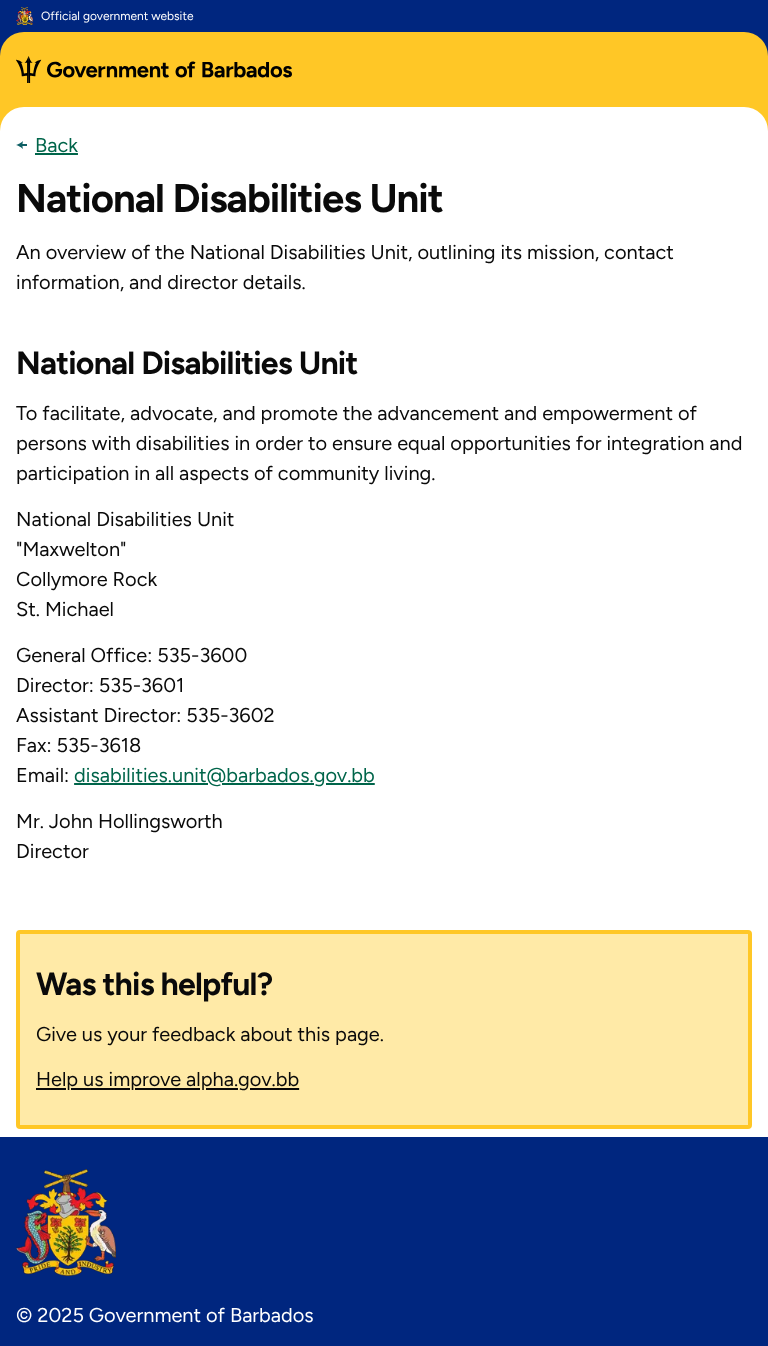 Official government website
Government of Barbados
Back
National Disabilities Unit
An overview of the National Disabilities Unit, outlining its mission, contact
information, and director details.
National Disabilities Unit
To facilitate, advocate, and promote the advancement and empowerment of
persons with disabilities in order to ensure equal opportunities for integration and
participation in all aspects of community living.
National Disabilities Unit
"Maxwelton"
Collymore Rock
St. Michael
General Office: 535-3600
Director: 535-3601
Assistant Director: 535-3602
Fax: 535-3618
Email: disabilities.unit@barbados.gov.bb
Mr. John Hollingsworth
Director
Was this helpful?
Give us your feedback about this page.
Help us improve alpha.gov.bb
PRIDE AND INDUSTRY
© 2025 Government of Barbados